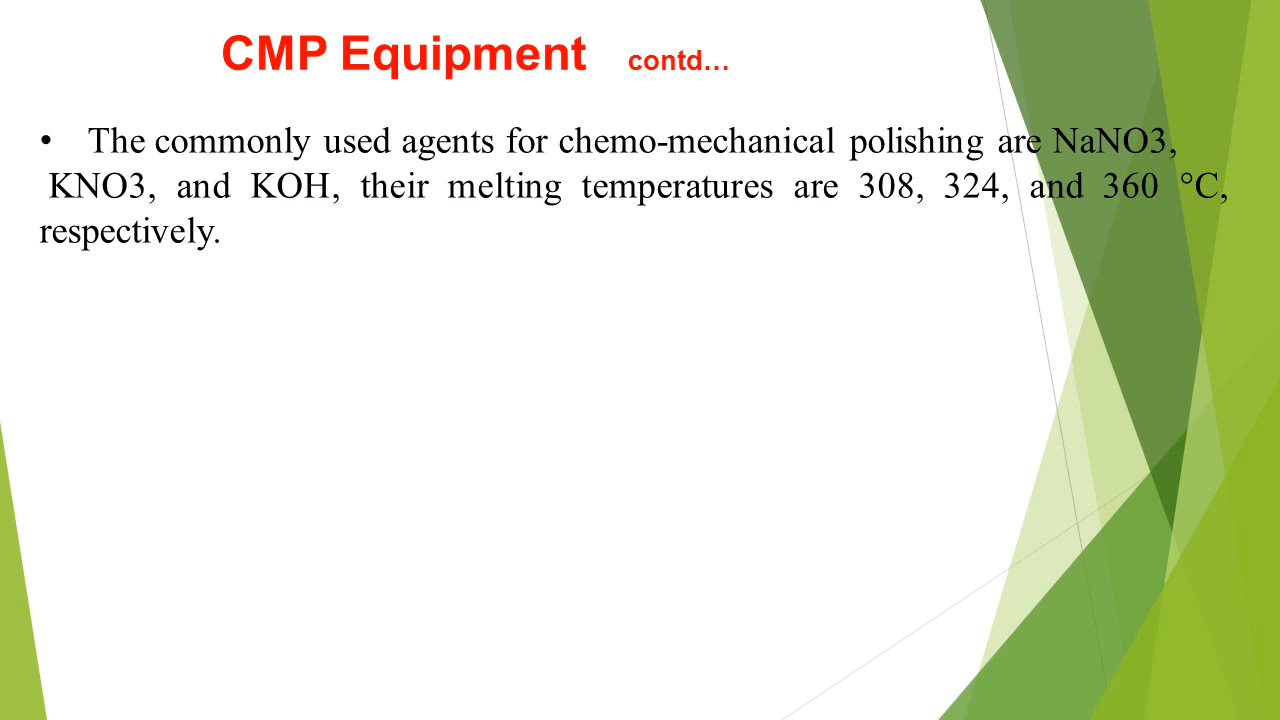 CMP Equipment contd…
• The commonly used agents for chemo-mechanical polishing are NaNO3,
KNO3, and KOH, their melting temperatures are 308, 324, and 360 °C,
respectively.